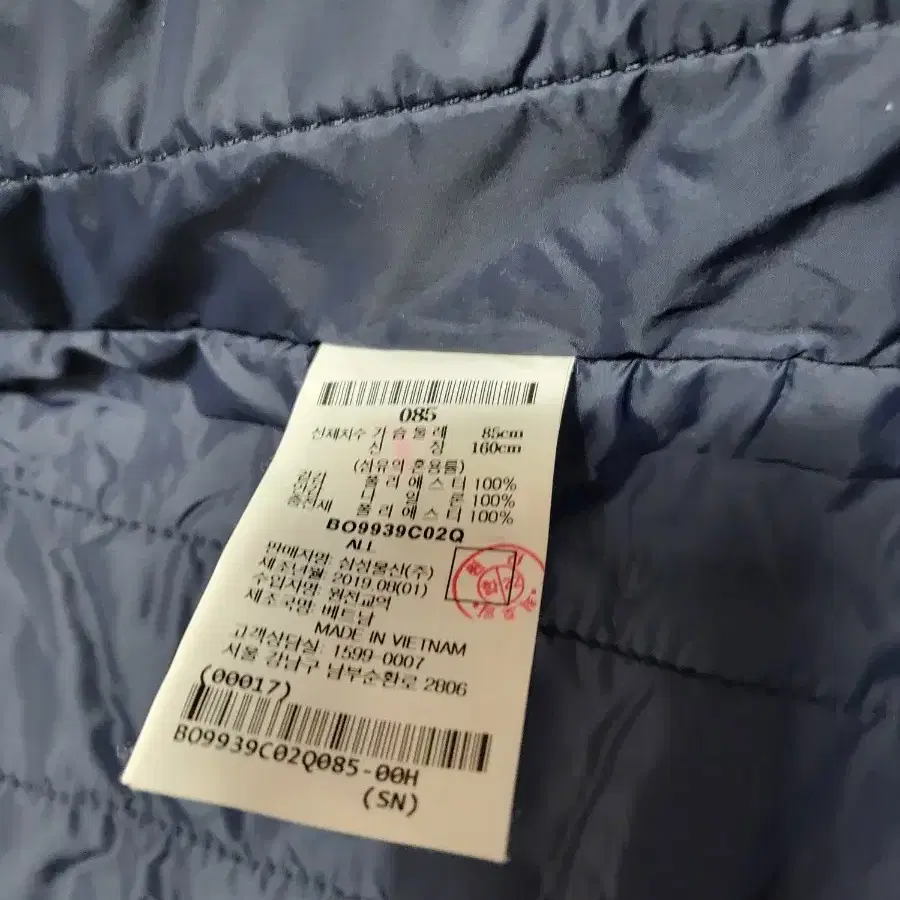 085
신체치수 가 슴 둘 레 85cm
신 장 160cm
(섬유의 혼용률)
겉감 폴 리 에 스 터 100%
안감 나 일 론 100%
충전재 폴 리 에 스 터 100%
BO9939C02Q
ALL
판매자명: 삼성물산(주)
제조년월 2019.08(01)
수입자명: 원전교역
제조국명: 베트남
MADE IN VIETNAM
고객상담실: 1599-0007
서울 강남구 남부순환로 2806
(00017)
BO9939C02Q085-00H
(SN)